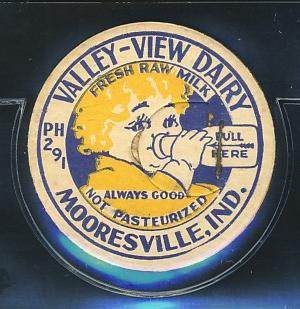 VALLEY-VIEW DAIRY
FRESH RAW MILK
PH
291
PULL
HERE
ALWAYS GOOD
NOT PASTEURIZED
MOORESVILLE, IND.